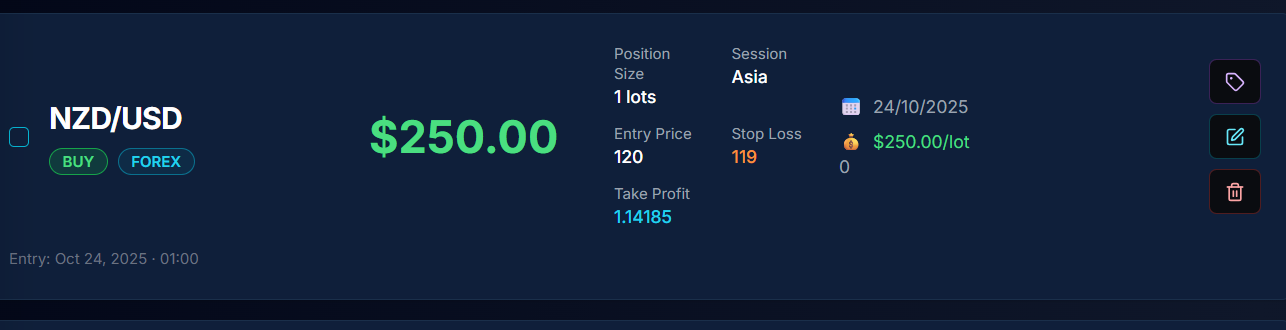 NZD/USD
BUY
FOREX
$250.00
Position
Size
1 lots
Session
Asia
Entry Price
120
Stop Loss
119
Take Profit
1.14185
24/10/2025
$250.00/lot
0
Entry: Oct 24, 2025 · 01:00